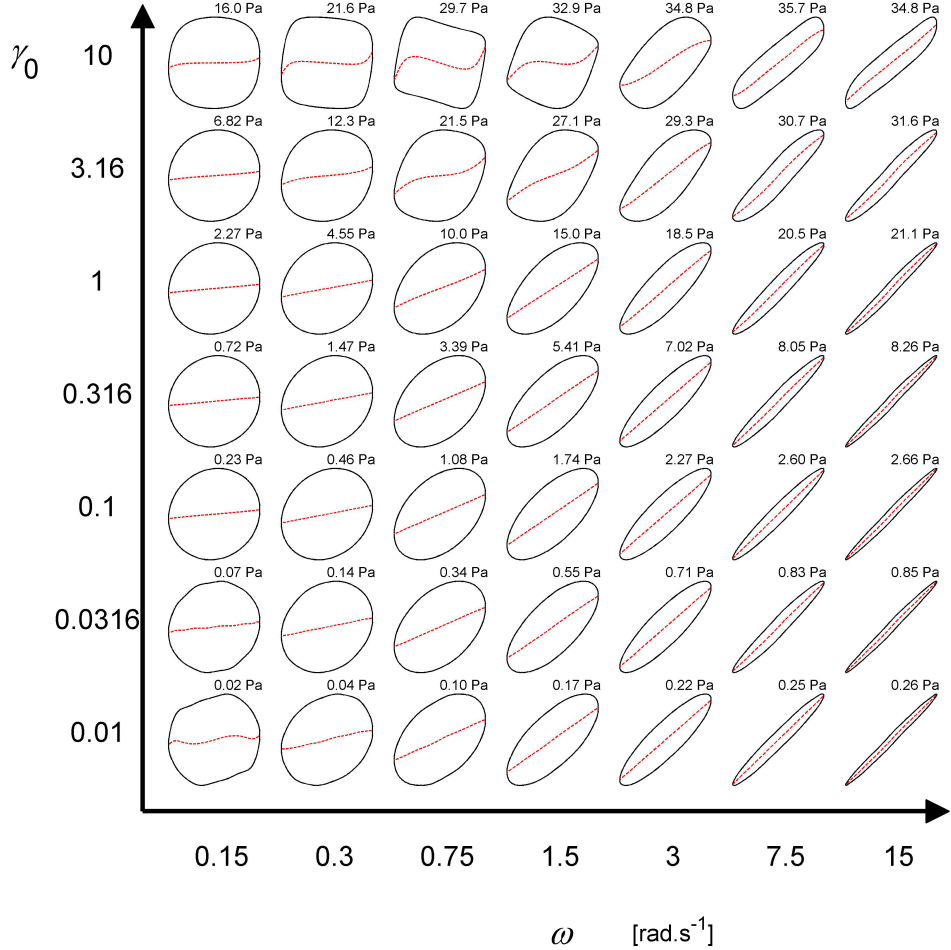 16.0 Pa 21.6 Pa 29.7 Pa 32.9 Pa 34.8 Pa 35.7 Pa 34.8 Pa
γ0 10
6.82 Pa 12.3 Pa 21.5 Pa 27.1 Pa 29.3 Pa 30.7 Pa 31.6 Pa
3.16
2.27 Pa 4.55 Pa 10.0 Pa 15.0 Pa 18.5 Pa 20.5 Pa 21.1 Pa
1
0.72 Pa 1.47 Pa 3.39 Pa 5.41 Pa 7.02 Pa 8.05 Pa 8.26 Pa
0.316
0.23 Pa 0.46 Pa 1.08 Pa 1.74 Pa 2.27 Pa 2.60 Pa 2.66 Pa
0.1
0.07 Pa 0.14 Pa 0.34 Pa 0.55 Pa 0.71 Pa 0.83 Pa 0.85 Pa
0.0316
0.02 Pa 0.04 Pa 0.10 Pa 0.17 Pa 0.22 Pa 0.25 Pa 0.26 Pa
0.01
0.15 0.3 0.75 1.5 3 7.5 15
ω [rad.s-1]